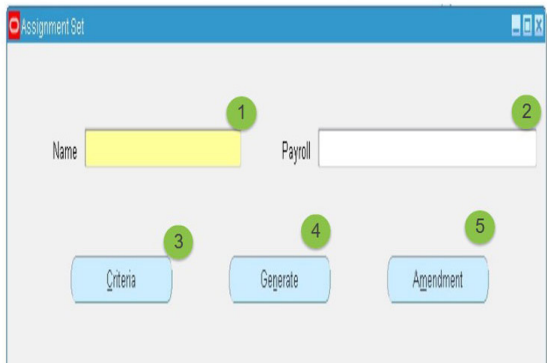 Assignment Set
1 2
Name Payroll
3 4 5
Criteria Generate Amendment